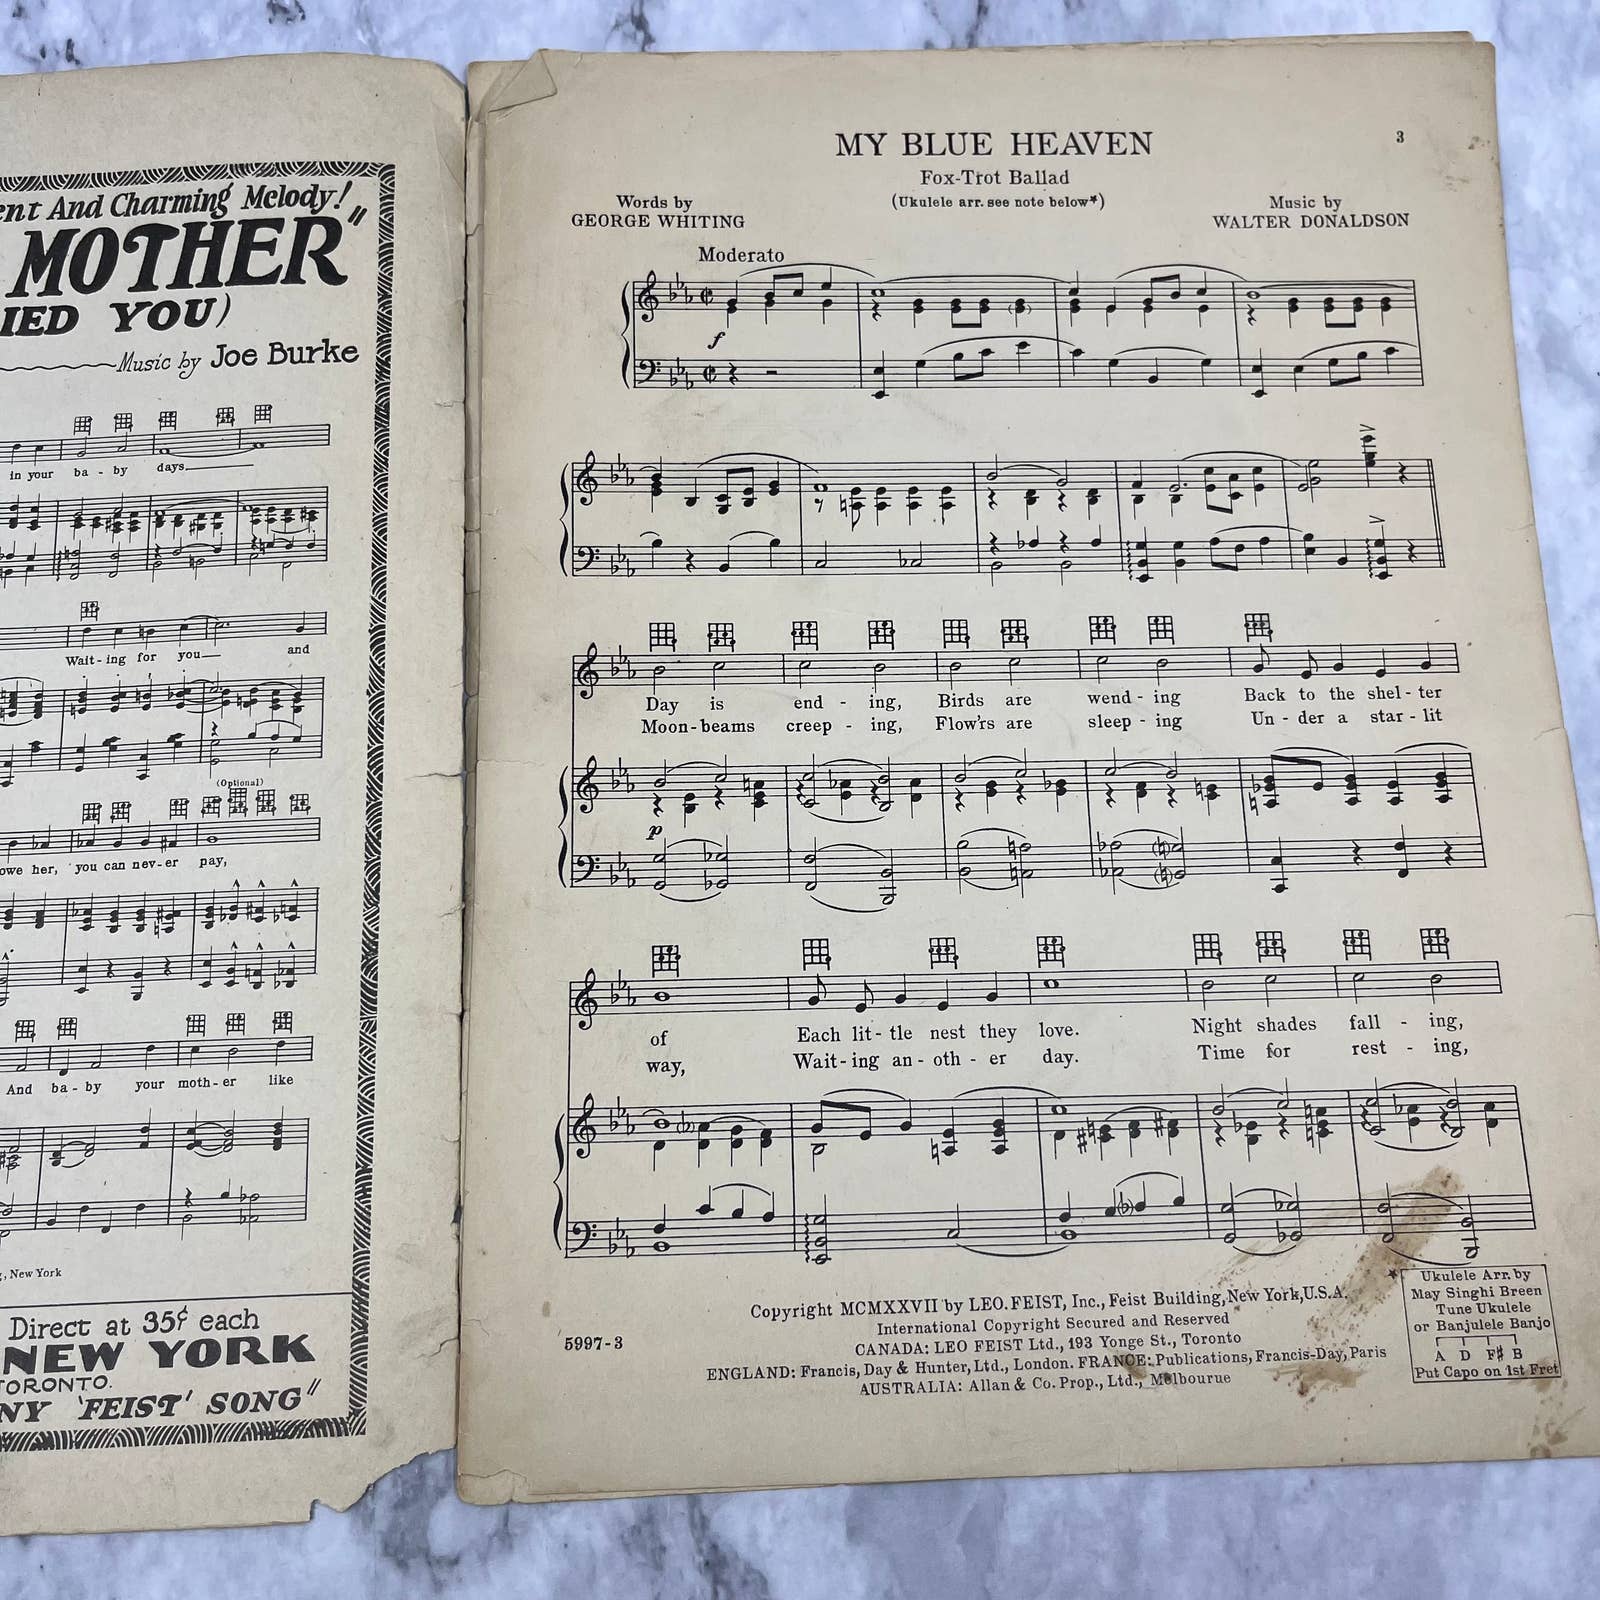 ent And Charming Melody!
MOTHER"
IED YOU)
Music by Joe Burke
in your ba - by days
Wait - ing for you and
(Optional)
owe her, you can nev - er pay,
And ba - by your moth - er like
, New York
Direct at 35¢ each
NEW YORK
TORONTO.
NY 'FEIST' SONG"
3
MY BLUE HEAVEN
Fox-Trot Ballad
(Ukulele arr. see note below*)
Words by
GEORGE WHITING
Music by
WALTER DONALDSON
Moderato
f
Day is end - ing, Birds are wend - ing Back to the shel - ter
Moon - beams creep - ing, Flow'rs are sleep - ing Un - der a star - lit
p
of Each lit - tle nest they love. Night shades fall - ing,
way, Wait - ing an - oth - er day. Time for rest - ing,
Copyright MCMXXVII by LEO. FEIST, Inc., Feist Building, New York, U.S.A.
International Copyright Secured and Reserved
CANADA: LEO FEIST Ltd., 193 Yonge St., Toronto
ENGLAND: Francis, Day & Hunter, Ltd., London. FRANCE: Publications, Francis-Day, Paris
AUSTRALIA: Allan & Co. Prop., Ltd., Melbourne
5997-3
* Ukulele Arr. by
May Singhi Breen
Tune Ukulele
or Banjulele Banjo
A D F# B
Put Capo on 1st Fret